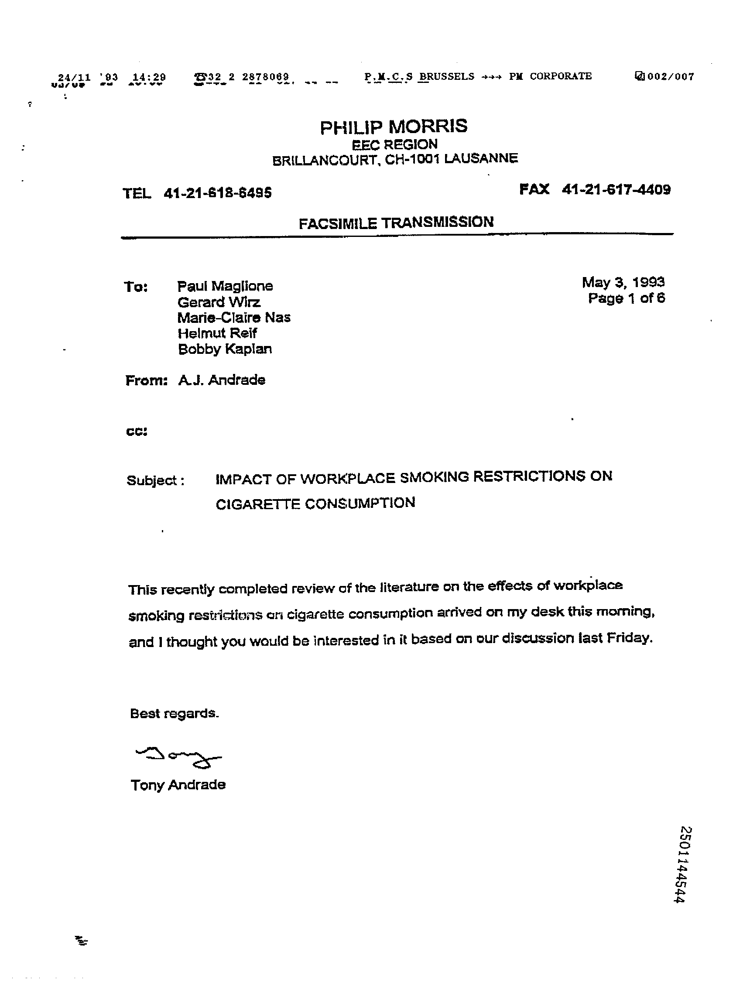 24/11 '93 14:29 ☎32 2 2878069 P.M.C.S BRUSSELS →→→ PM CORPORATE 002/007
PHILIP MORRIS
EEC REGION
BRILLANCOURT, CH-1001 LAUSANNE
TEL 41-21-618-6495 FAX 41-21-617-4409
FACSIMILE TRANSMISSION
To: Paul Maglione May 3, 1993
Gerard Wirz Page 1 of 6
Marie-Claire Nas
Helmut Reif
Bobby Kaplan
From: A.J. Andrade
cc:
Subject : IMPACT OF WORKPLACE SMOKING RESTRICTIONS ON
CIGARETTE CONSUMPTION
This recently completed review of the literature on the effects of workplace
smoking restrictions on cigarette consumption arrived on my desk this morning,
and I thought you would be interested in it based on our discussion last Friday.
Best regards.
Tony
Tony Andrade
2501144544